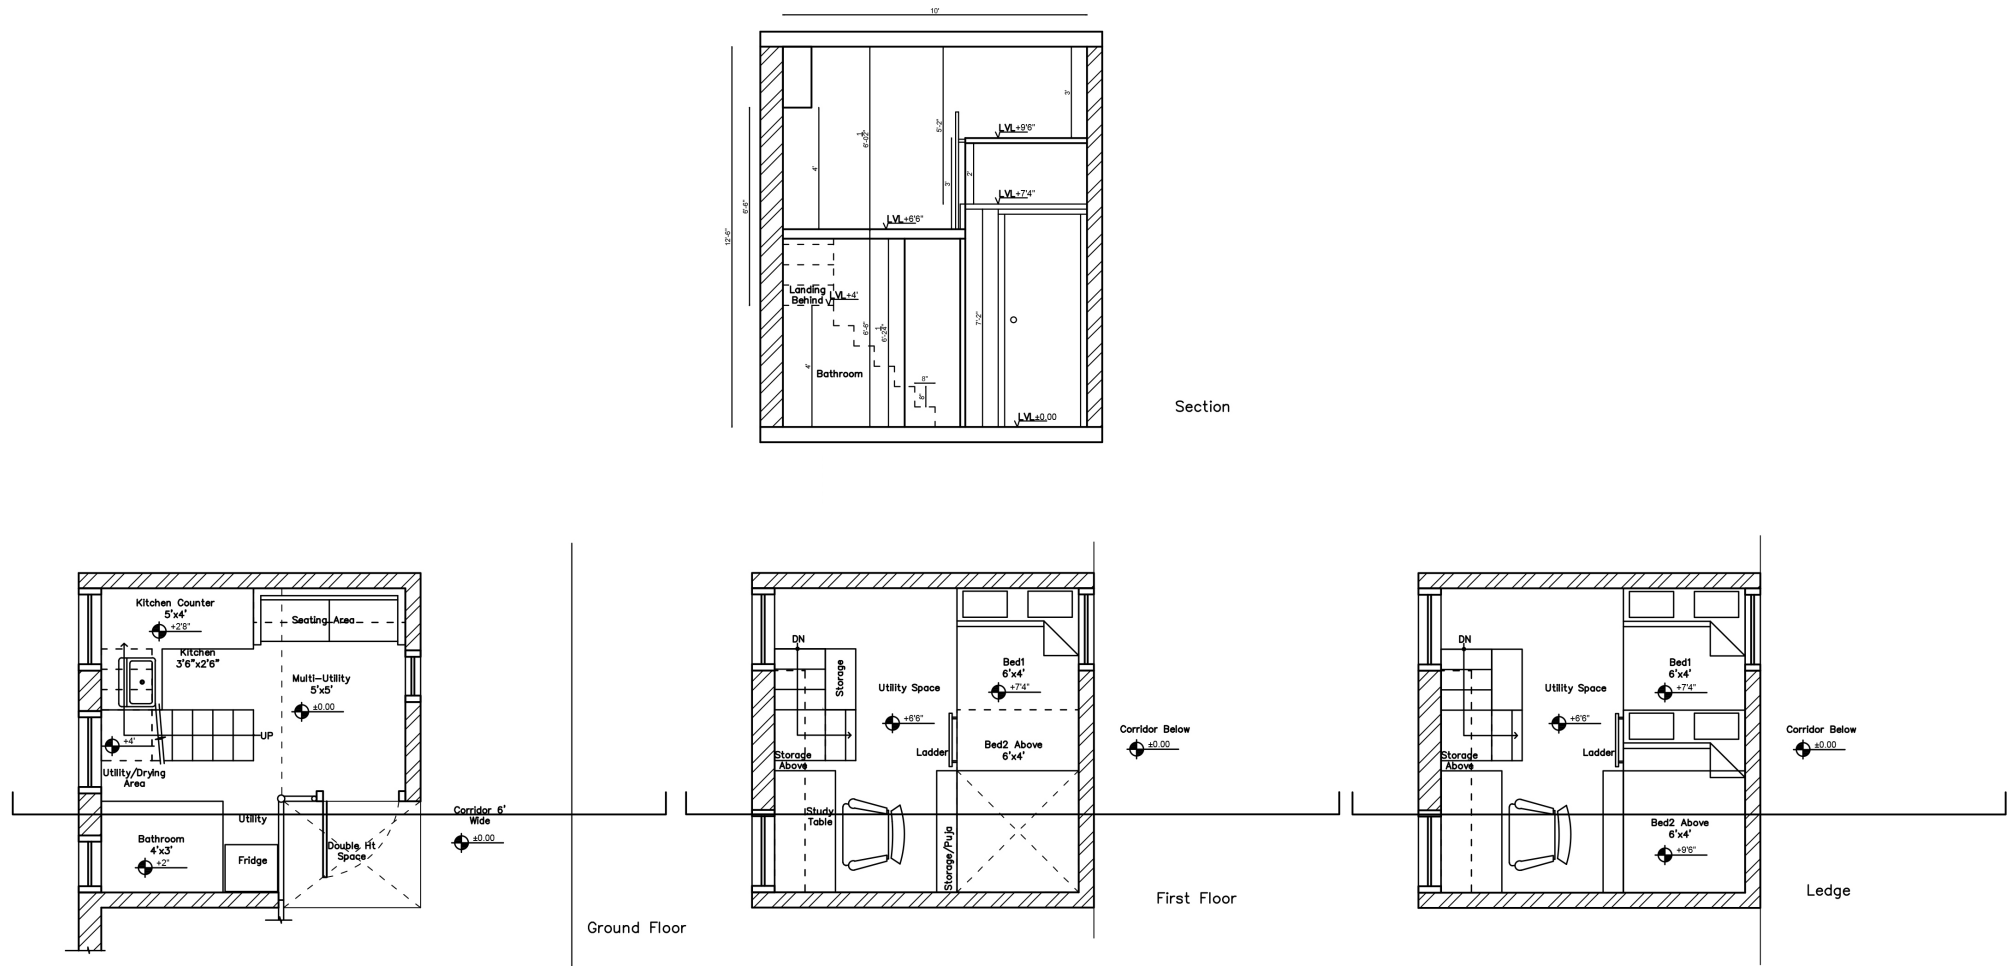 10'
12'-6"
6'-6"
4'
6'-0½"
5'-2"
3'
3'
2'
LVL+9'6"
LVL+7'4"
LVL+6'6"
Landing
Behind
LVL+4'
4'
6'-6"
6'-2¼"
7'-2"
Bathroom
8"
8"
LVL±0.00
Section
Kitchen Counter
5'x4'
+2'8"
Kitchen
3'6"x2'6"
Seating Area
Multi-Utility
5'x5'
±0.00
UP
+4'
Utility/Drying
Area
Utility
Bathroom
4'x3'
+2"
Fridge
Double Ht
Space
Corridor 6'
Wide
±0.00
Ground Floor
DN
Storage
Utility Space
+6'6"
Bed1
6'x4'
+7'4"
Ladder
Bed2 Above
6'x4'
Storage
Above
Study
Table
Storage/Puja
Corridor Below
±0.00
First Floor
DN
Utility Space
+6'6"
Bed1
6'x4'
+7'4"
Ladder
Storage
Above
Bed2 Above
6'x4'
+9'6"
Corridor Below
±0.00
Ledge